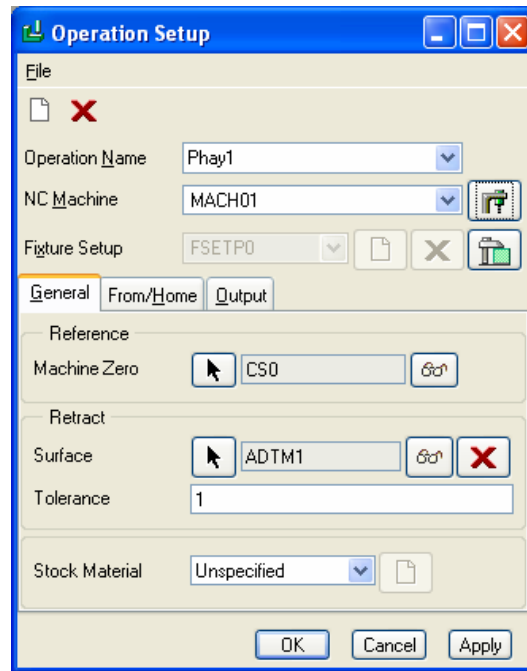 Operation Setup
File
Operation Name Phay1
NC Machine MACH01
Fixture Setup FSETP0
General From/Home Output
Reference
Machine Zero CS0
Retract
Surface ADTM1
Tolerance 1
Stock Material Unspecified
OK Cancel Apply